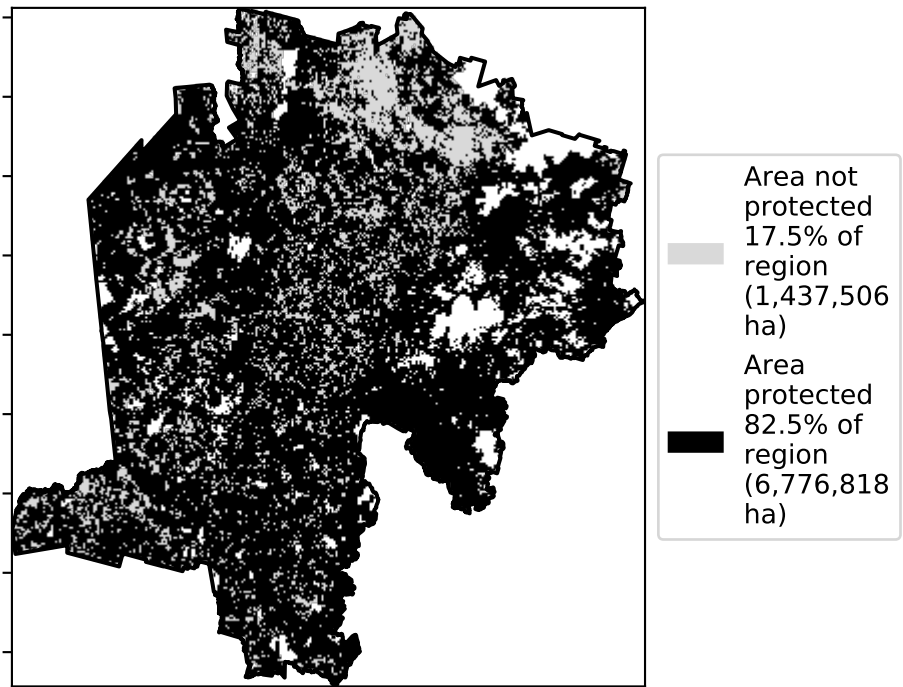 Area not
protected
17.5% of
region
(1,437,506
ha)
Area
protected
82.5% of
region
(6,776,818
ha)